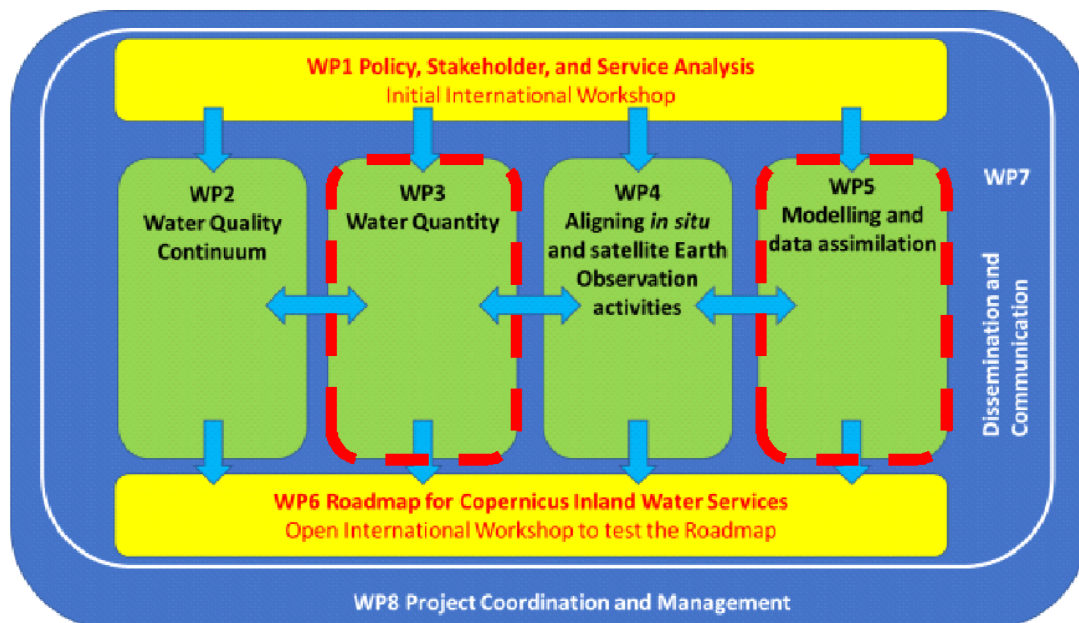 WP1 Policy, Stakeholder, and Service Analysis
Initial International Workshop
WP2
Water Quality
Continuum
WP3
Water Quantity
WP4
Aligning in situ
and satellite Earth
Observation
activities
WP5
Modelling and
data assimilation
WP7
Dissemination and
Communication
WP6 Roadmap for Copernicus Inland Water Services
Open International Workshop to test the Roadmap
WP8 Project Coordination and Management